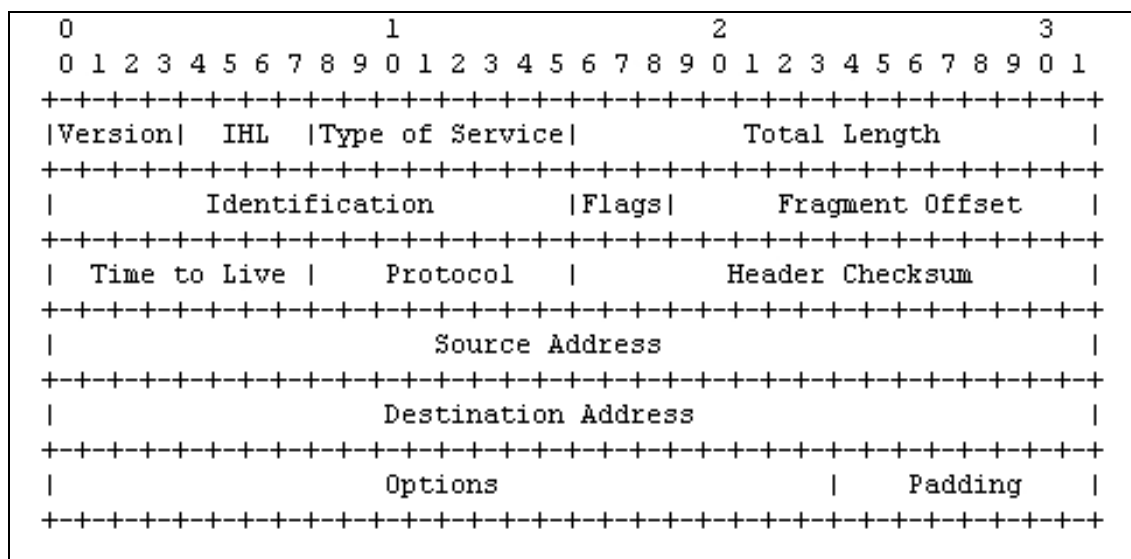 0                   1                   2                   3
 0 1 2 3 4 5 6 7 8 9 0 1 2 3 4 5 6 7 8 9 0 1 2 3 4 5 6 7 8 9 0 1
+-+-+-+-+-+-+-+-+-+-+-+-+-+-+-+-+-+-+-+-+-+-+-+-+-+-+-+-+-+-+-+-+
|Version|  IHL  |Type of Service|          Total Length         |
+-+-+-+-+-+-+-+-+-+-+-+-+-+-+-+-+-+-+-+-+-+-+-+-+-+-+-+-+-+-+-+-+
|         Identification        |Flags|      Fragment Offset    |
+-+-+-+-+-+-+-+-+-+-+-+-+-+-+-+-+-+-+-+-+-+-+-+-+-+-+-+-+-+-+-+-+
|  Time to Live |    Protocol   |         Header Checksum       |
+-+-+-+-+-+-+-+-+-+-+-+-+-+-+-+-+-+-+-+-+-+-+-+-+-+-+-+-+-+-+-+-+
|                       Source Address                          |
+-+-+-+-+-+-+-+-+-+-+-+-+-+-+-+-+-+-+-+-+-+-+-+-+-+-+-+-+-+-+-+-+
|                    Destination Address                        |
+-+-+-+-+-+-+-+-+-+-+-+-+-+-+-+-+-+-+-+-+-+-+-+-+-+-+-+-+-+-+-+-+
|                    Options                    |    Padding    |
+-+-+-+-+-+-+-+-+-+-+-+-+-+-+-+-+-+-+-+-+-+-+-+-+-+-+-+-+-+-+-+-+